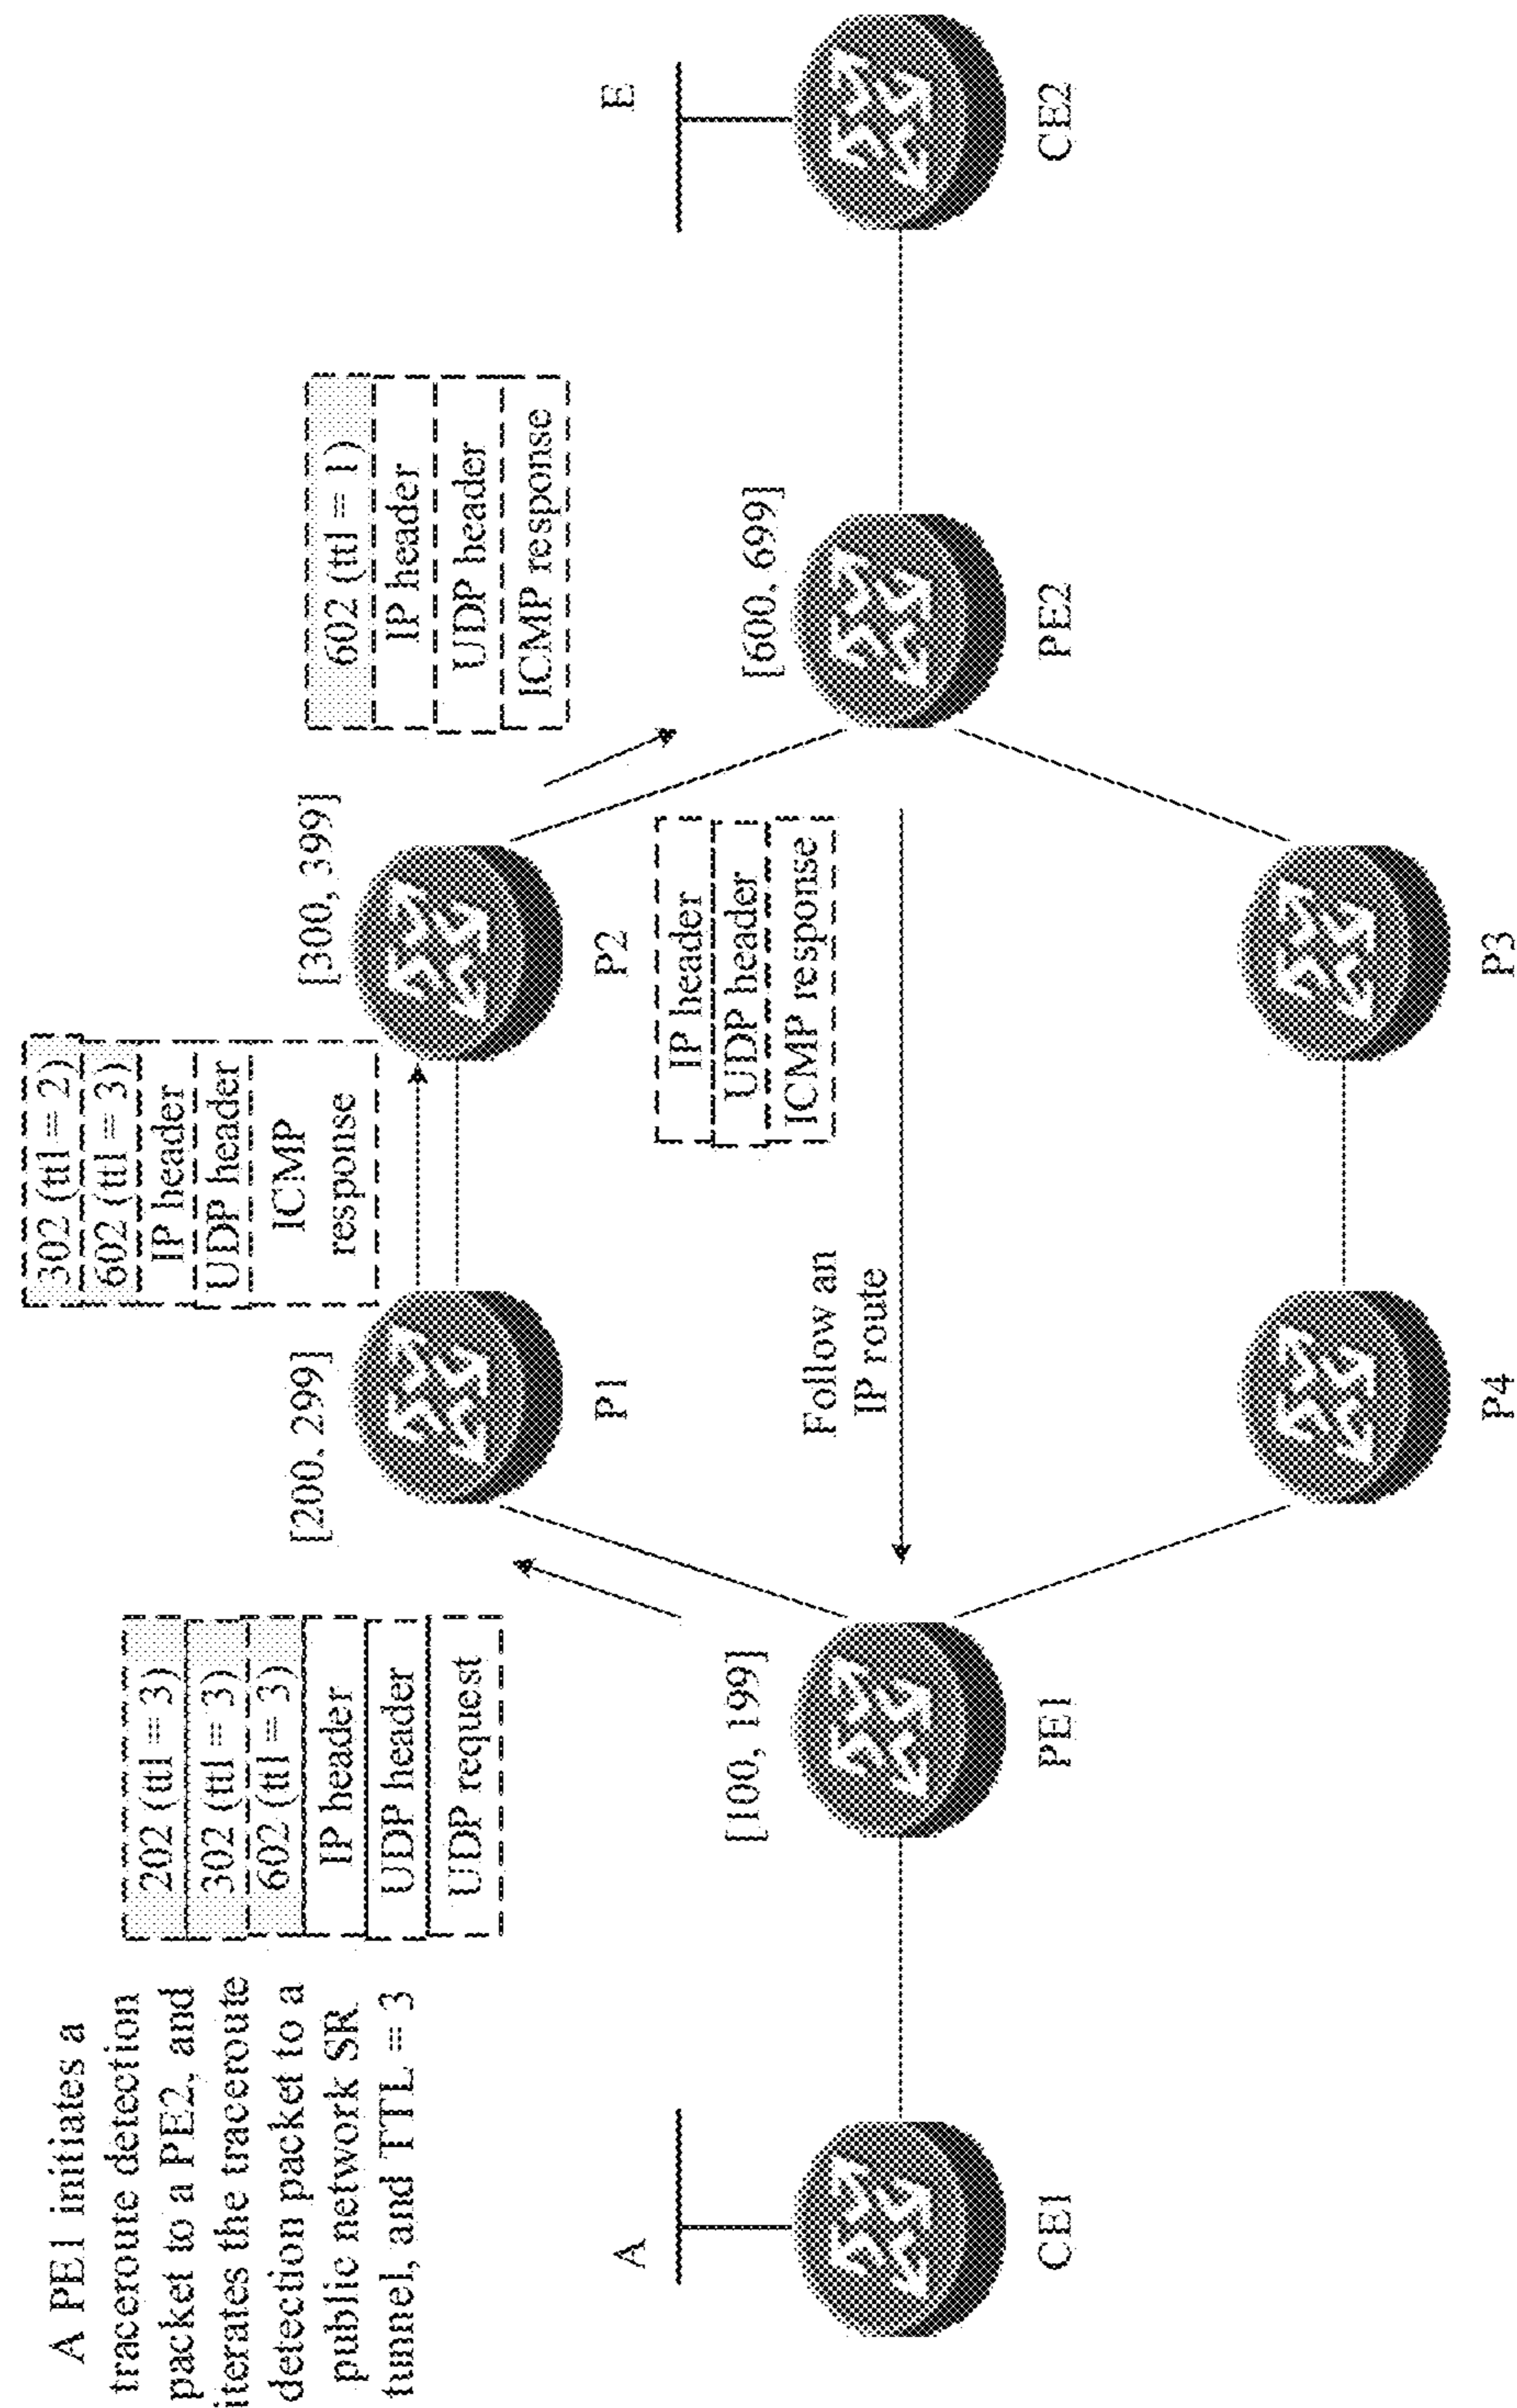 A PE1 initiates a
traceroute detection
packet to a PE2, and
iterates the traceroute
detection packet to a
public network SR
tunnel, and TTL = 3
202 (ttl = 3)
302 (ttl = 3)
602 (ttl = 3)
IP header
UDP header
UDP request
302 (ttl = 2)
602 (ttl = 3)
IP header
UDP header
ICMP
response
602 (ttl = 1)
IP header
UDP header
ICMP response
[200, 299]
P1
[300, 399]
P2
IP header
UDP header
ICMP response
Follow an
IP route
A
CE1
[100, 199]
PE1
[600, 699]
PE2
E
CE2
P4
P3